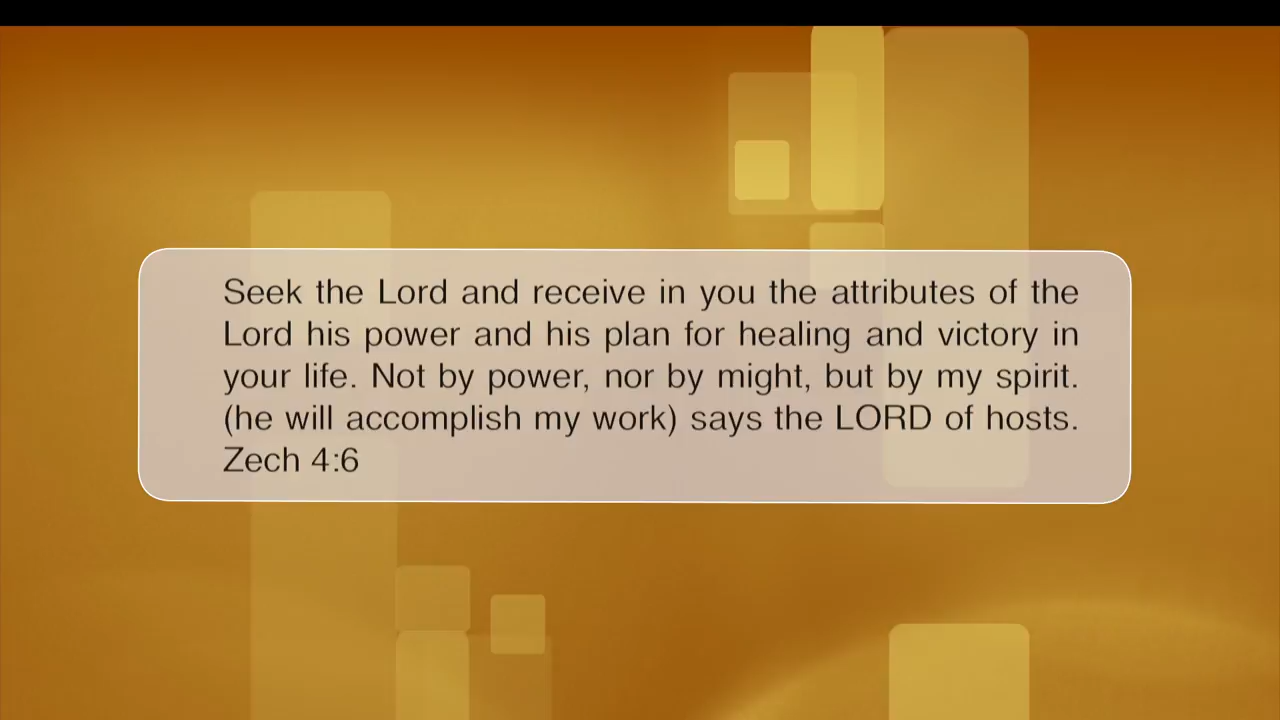 Seek the Lord and receive in you the attributes of the
Lord his power and his plan for healing and victory in
your life. Not by power, nor by might, but by my spirit.
(he will accomplish my work) says the LORD of hosts.
Zech 4:6